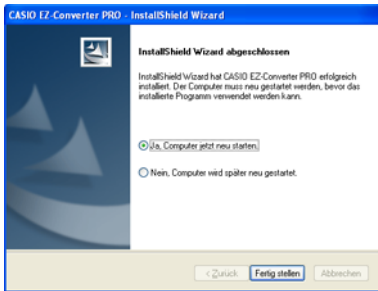 CASIO EZ-Converter PRO - InstallShield Wizard
InstallShield Wizard abgeschlossen
InstallShield Wizard hat CASIO EZ-Converter PRO erfolgreich
installiert. Der Computer muss neu gestartet werden, bevor das
installierte Programm verwendet werden kann.
Ja, Computer jetzt neu starten.
Nein, Computer wird später neu gestartet.
< Zurück
Fertig stellen
Abbrechen